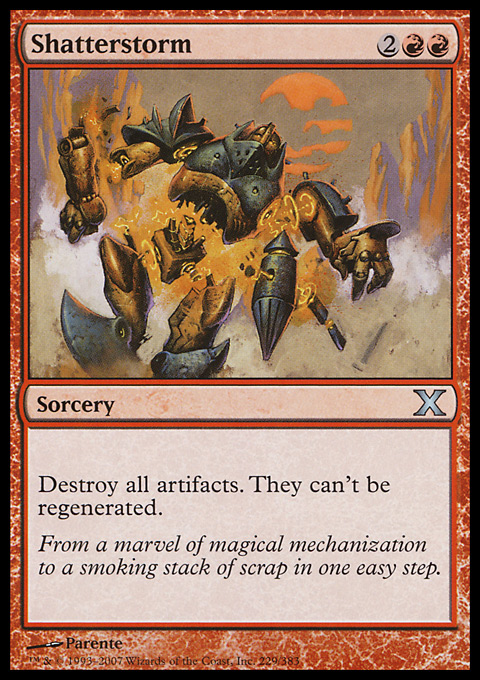 Shatterstorm 2
Sorcery X
Destroy all artifacts. They can't be
regenerated.
From a marvel of magical mechanization
to a smoking stack of scrap in one easy step.
Parente
™ & © 1993-2007 Wizards of the Coast, Inc. 229/383